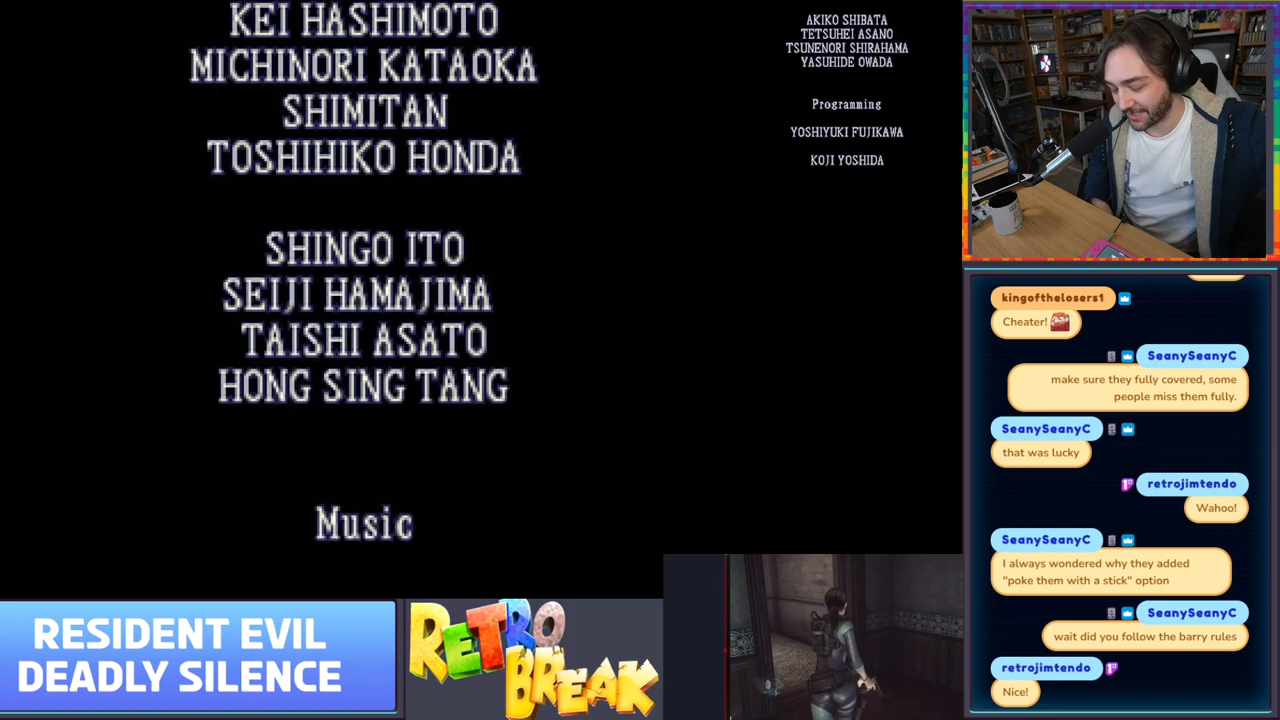 KEI HASHIMOTO
MICHINORI KATAOKA
SHIMITAN
TOSHIHIKO HONDA
SHINGO ITO
SEIJI HAMAJIMA
TAISHI ASATO
HONG SING TANG
Music
AKIKO SHIBATA
TETSUHEI ASANO
TSUNENORI SHIRAHAMA
YASUHIDE OWADA
Programming
YOSHIYUKI FUJIKAWA
KOJI YOSHIDA
kingofthelosers1
Cheater!
SeanySeanyC
make sure they fully covered, some
people miss them fully.
SeanySeanyC
that was lucky
retrojimtendo
Wahoo!
SeanySeanyC
I always wondered why they added
"poke them with a stick" option
SeanySeanyC
wait did you follow the barry rules
retrojimtendo
Nice!
RESIDENT EVIL
DEADLY SILENCE
RETRO
BREAK